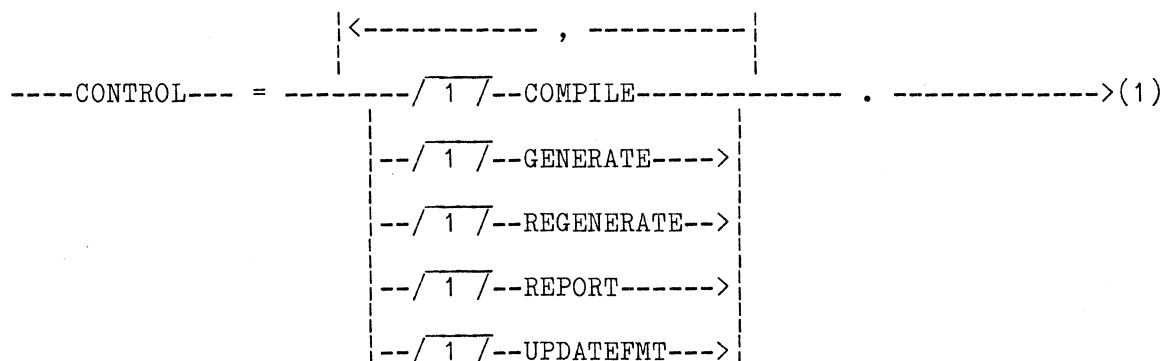 |<----------- , ----------|
----CONTROL--- = -------/ 1 /--COMPILE------------ . ------------->(1)
|--/ 1 /--GENERATE---->|
|--/ 1 /--REGENERATE-->|
|--/ 1 /--REPORT------>|
|--/ 1 /--UPDATEFMT--->|